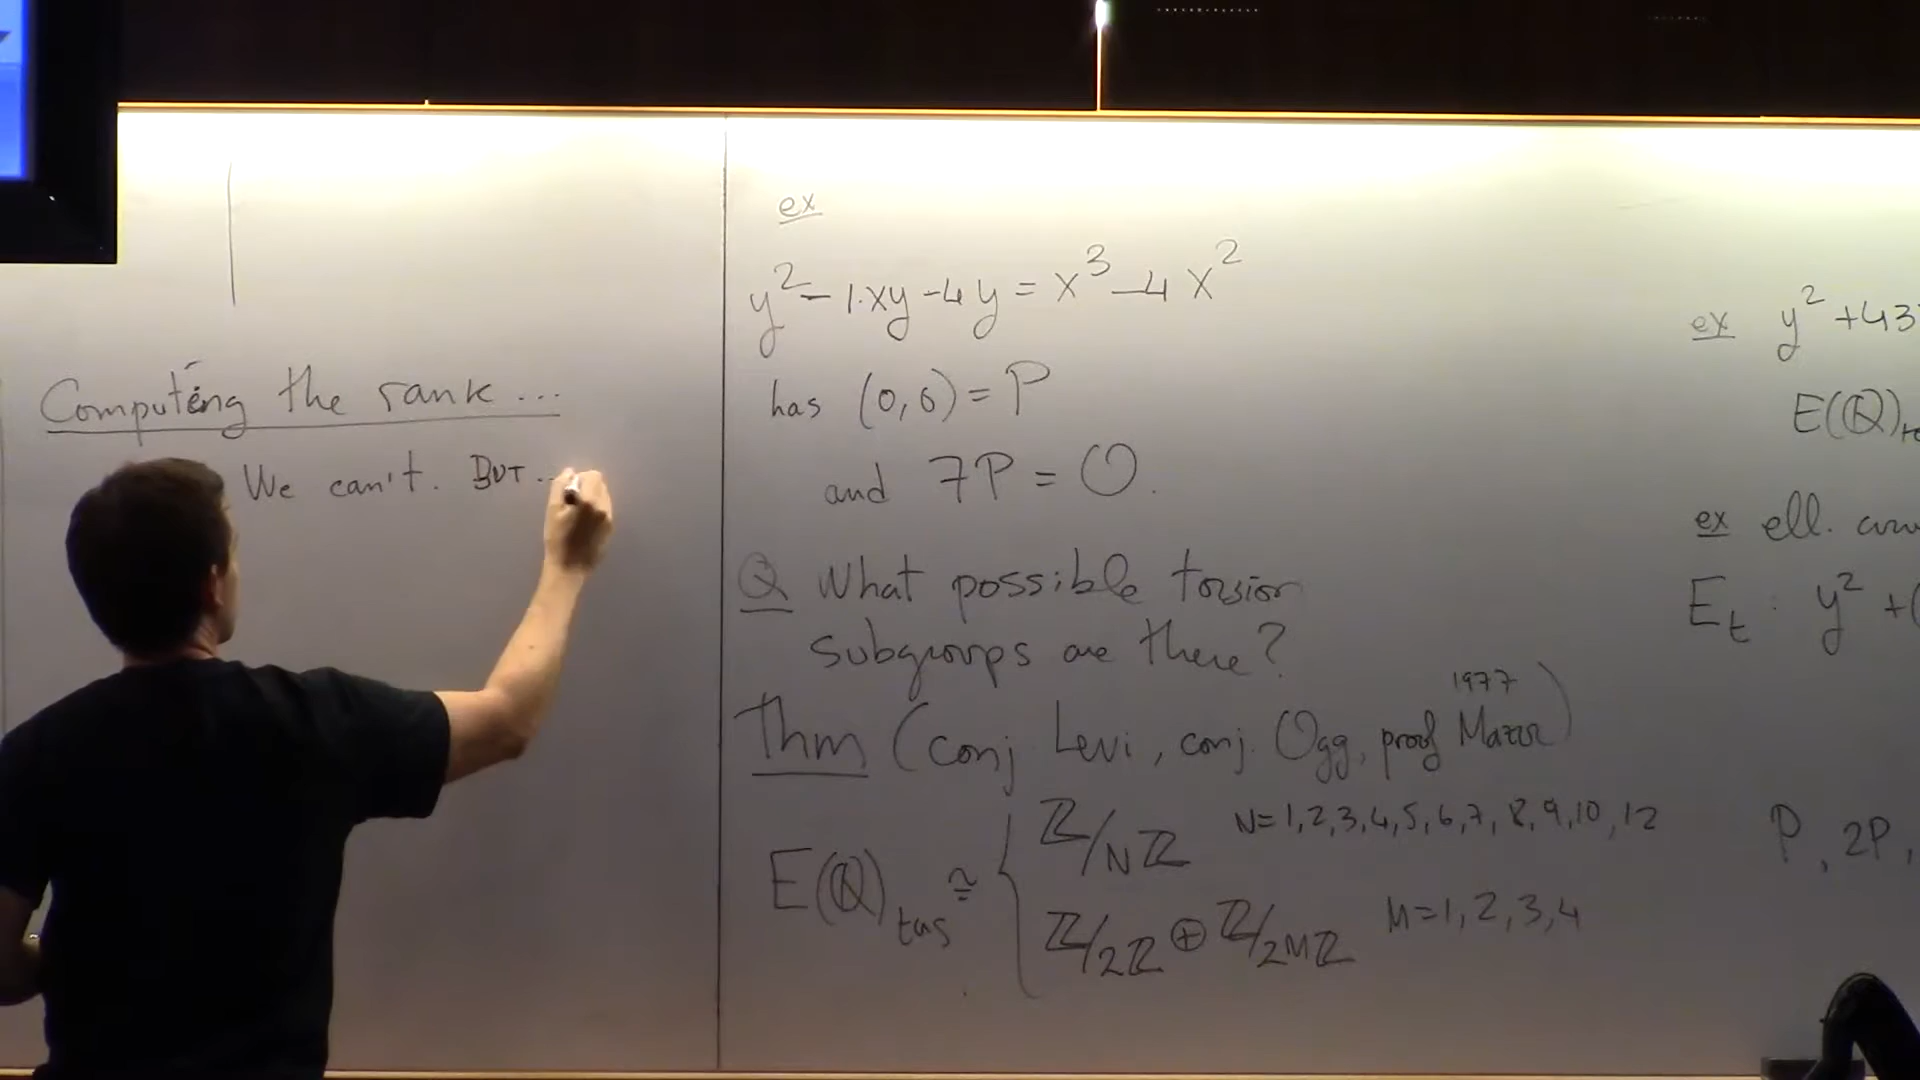 Computing the rank ...
We can't. BUT ..
ex
y² - 1.xy - 4y = x³ - 4x²
has (0,0) = P
and 7P = O.
Q What possible torsion
subgroups are there?
1977
Thm (conj Levi, conj. Ogg, proof Mazur)
E(Q)tors ≅ { Z/NZ N=1,2,3,4,5,6,7,8,9,10,12
Z/2Z ⊕ Z/2MZ M=1,2,3,4
ex y² + 43
E(Q)
ex ell.
E_t : y² + (
P, 2P,